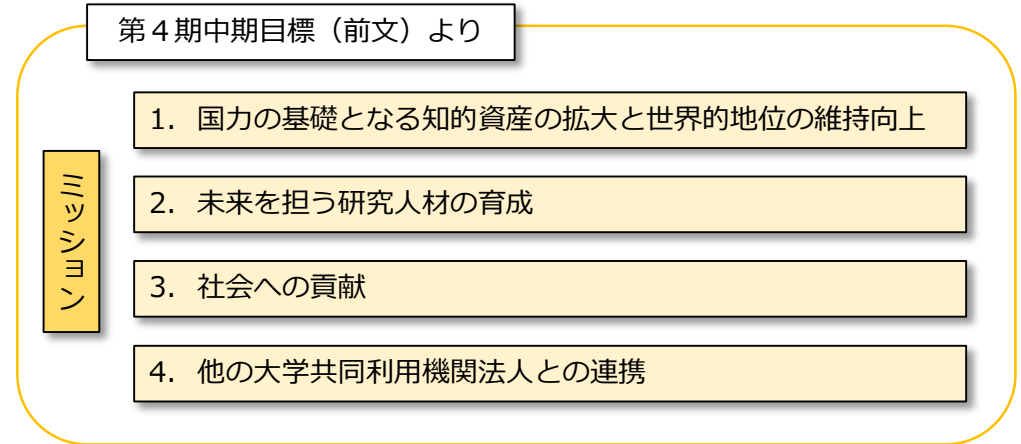 第４期中期目標（前文）より
ミッション
1. 国力の基礎となる知的資産の拡大と世界的地位の維持向上
2. 未来を担う研究人材の育成
3. 社会への貢献
4. 他の大学共同利用機関法人との連携